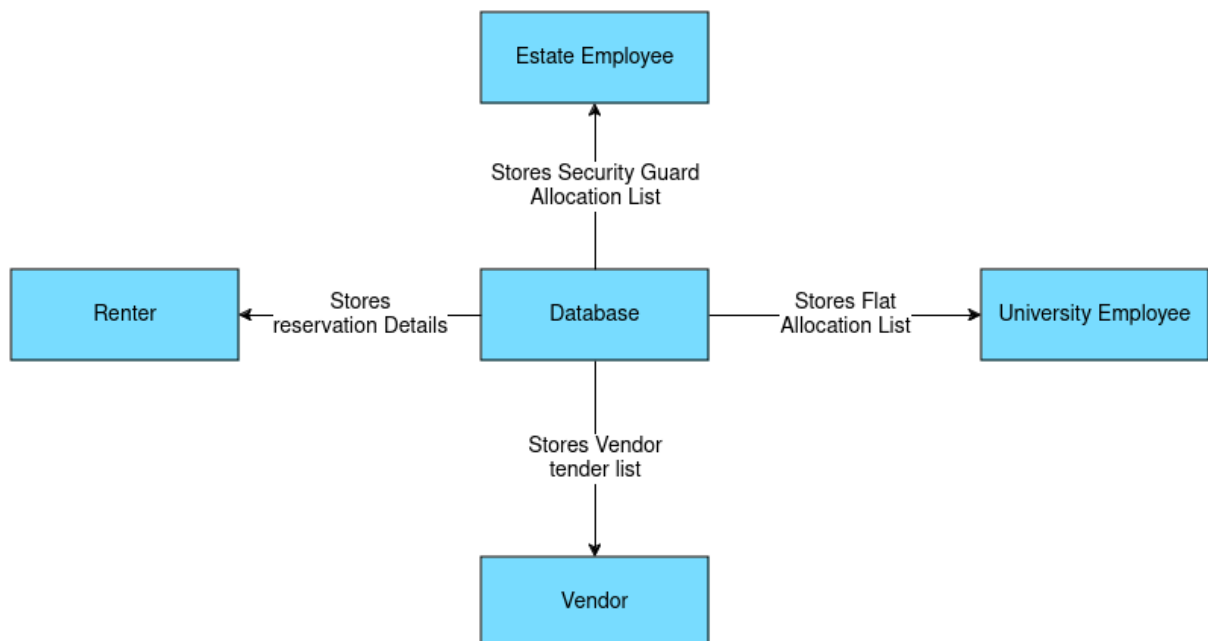 Estate Employee
Stores Security Guard
Allocation List
Renter
Stores
reservation Details
Database
Stores Flat
Allocation List
University Employee
Stores Vendor
tender list
Vendor